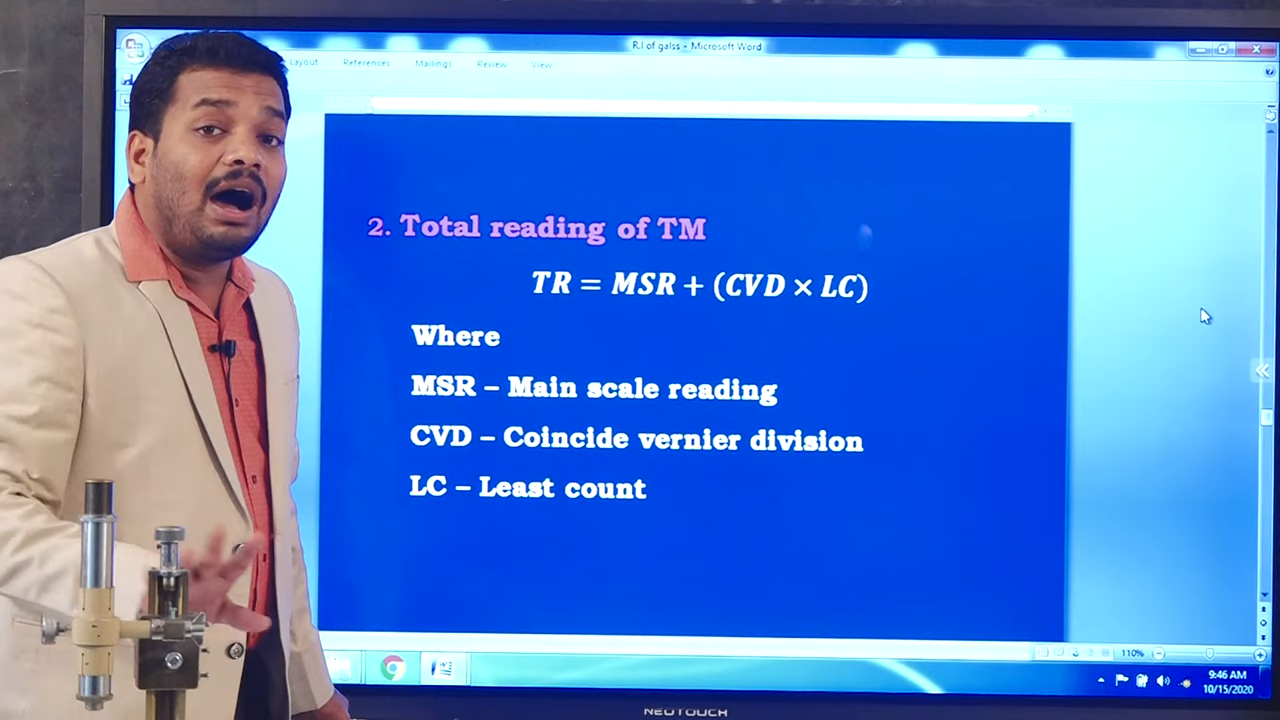 R.I of galss - Microsoft Word
Layout References Mailings Review View
2. Total reading of TM
TR = MSR + (CVD × LC)
Where
MSR – Main scale reading
CVD – Coincide vernier division
LC – Least count
110%
9:46 AM
10/15/2020
NEOTOUCH